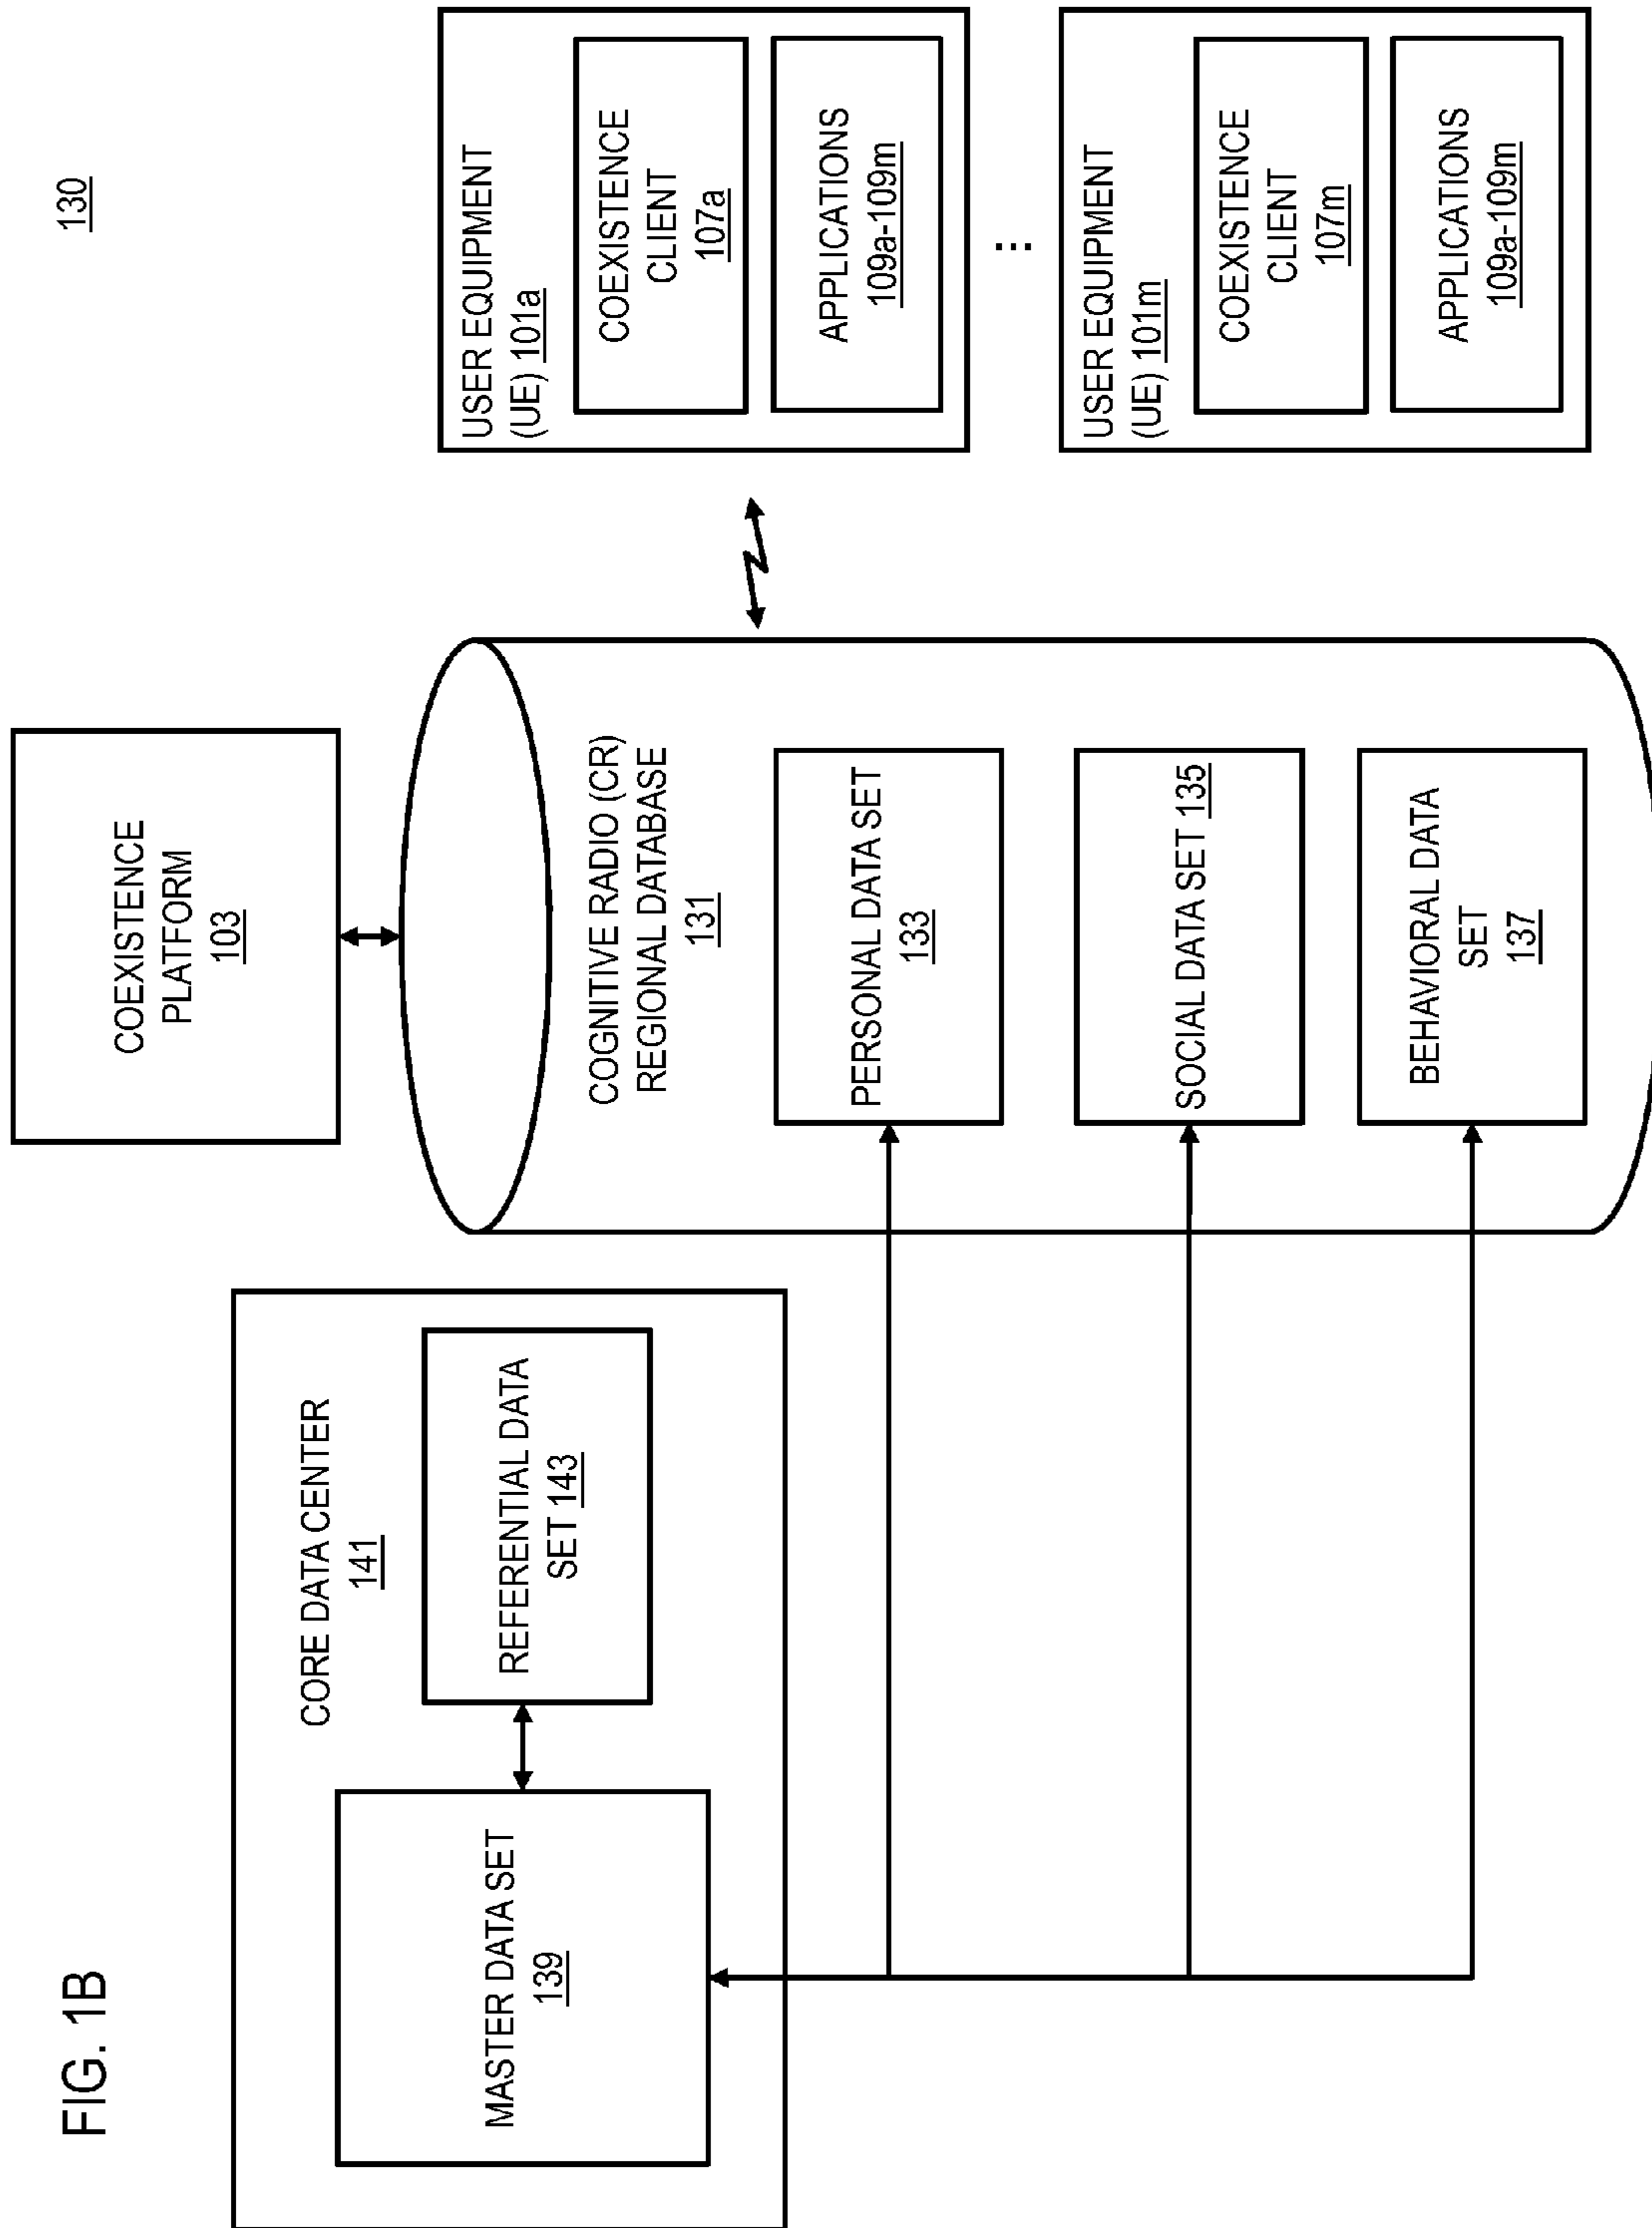 FIG. 1B
130
CORE DATA CENTER
141
MASTER DATA SET
139
REFERENTIAL DATA
SET 143
COEXISTENCE
PLATFORM
103
COGNITIVE RADIO (CR)
REGIONAL DATABASE
131
PERSONAL DATA SET
133
SOCIAL DATA SET 135
BEHAVIORAL DATA
SET
137
USER EQUIPMENT
(UE) 101a
COEXISTENCE
CLIENT
107a
APPLICATIONS
109a-109m
...
USER EQUIPMENT
(UE) 101m
COEXISTENCE
CLIENT
107m
APPLICATIONS
109a-109m